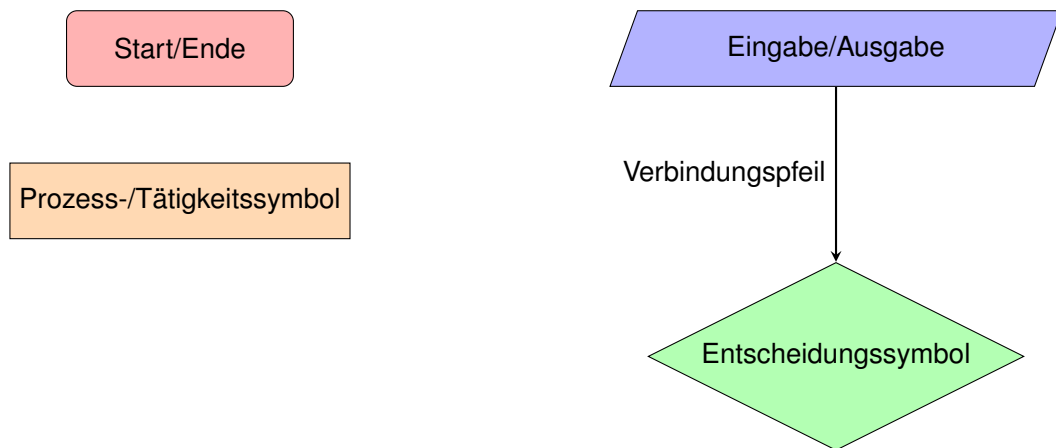 Start/Ende
Eingabe/Ausgabe
Verbindungspfeil
Prozess-/Tätigkeitssymbol
Entscheidungssymbol